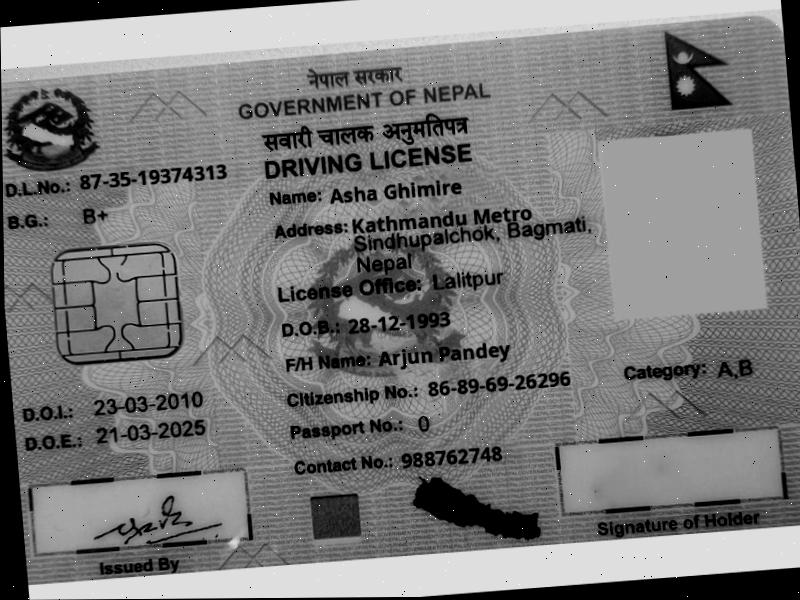 नेपाल सरकार
GOVERNMENT OF NEPAL
सवारी चालक अनुमतिपत्र
DRIVING LICENSE
D.L.No.: 87-35-19374313
B.G.: B+
Name: Asha Ghimire
Address: Kathmandu Metro
Sindhupalchok, Bagmati,
Nepal
License Office: Lalitpur
D.O.B.: 28-12-1993
F/H Name: Arjun Pandey
Citizenship No.: 86-89-69-26296
Passport No.: 0
Contact No.: 988762748
Category: A,B
D.O.I.: 23-03-2010
D.O.E.: 21-03-2025
Issued By
Signature of Holder